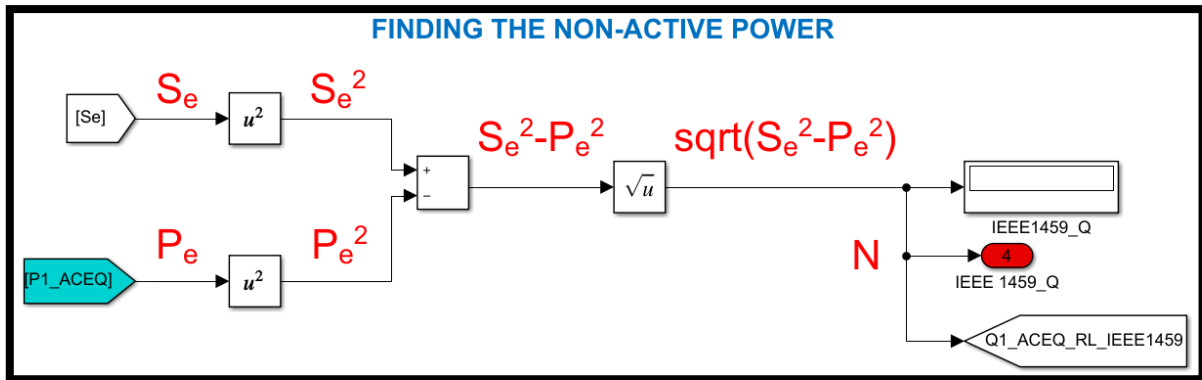 FINDING THE NON-ACTIVE POWER
[Se]
Sₑ
u²
Sₑ²
[P1_ACEQ]
Pₑ
u²
Pₑ²
+
−
Sₑ²-Pₑ²
√u
sqrt(Sₑ²-Pₑ²)
N
IEEE1459_Q
4
IEEE 1459_Q
Q1_ACEQ_RL_IEEE1459